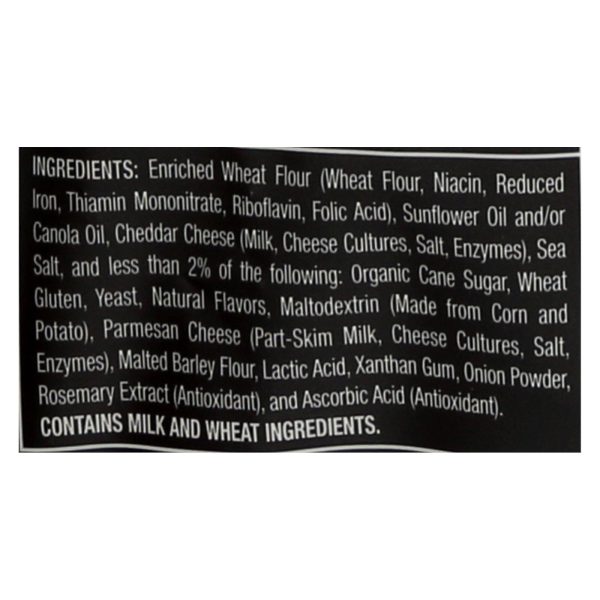 INGREDIENTS: Enriched Wheat Flour (Wheat Flour, Niacin, Reduced
Iron, Thiamin Mononitrate, Riboflavin, Folic Acid), Sunflower Oil and/or
Canola Oil, Cheddar Cheese (Milk, Cheese Cultures, Salt, Enzymes), Sea
Salt, and less than 2% of the following: Organic Cane Sugar, Wheat
Gluten, Yeast, Natural Flavors, Maltodextrin (Made from Corn and
Potato), Parmesan Cheese (Part-Skim Milk, Cheese Cultures, Salt,
Enzymes), Malted Barley Flour, Lactic Acid, Xanthan Gum, Onion Powder,
Rosemary Extract (Antioxidant), and Ascorbic Acid (Antioxidant).
CONTAINS MILK AND WHEAT INGREDIENTS.